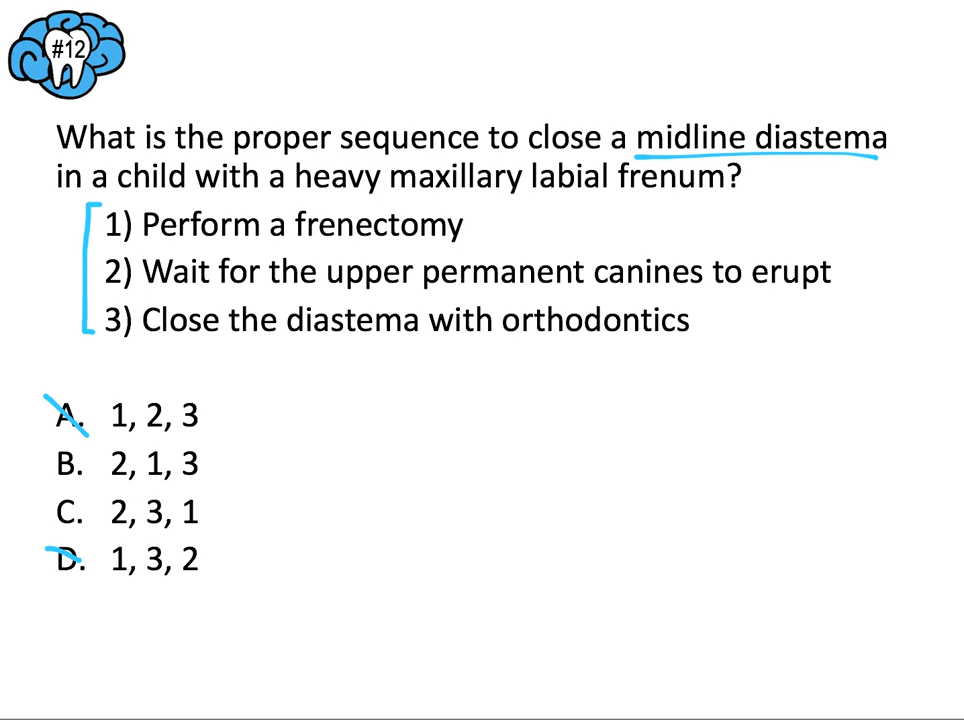 #12
What is the proper sequence to close a midline diastema
in a child with a heavy maxillary labial frenum?
1) Perform a frenectomy
2) Wait for the upper permanent canines to erupt
3) Close the diastema with orthodontics
A. 1, 2, 3
B. 2, 1, 3
C. 2, 3, 1
D. 1, 3, 2